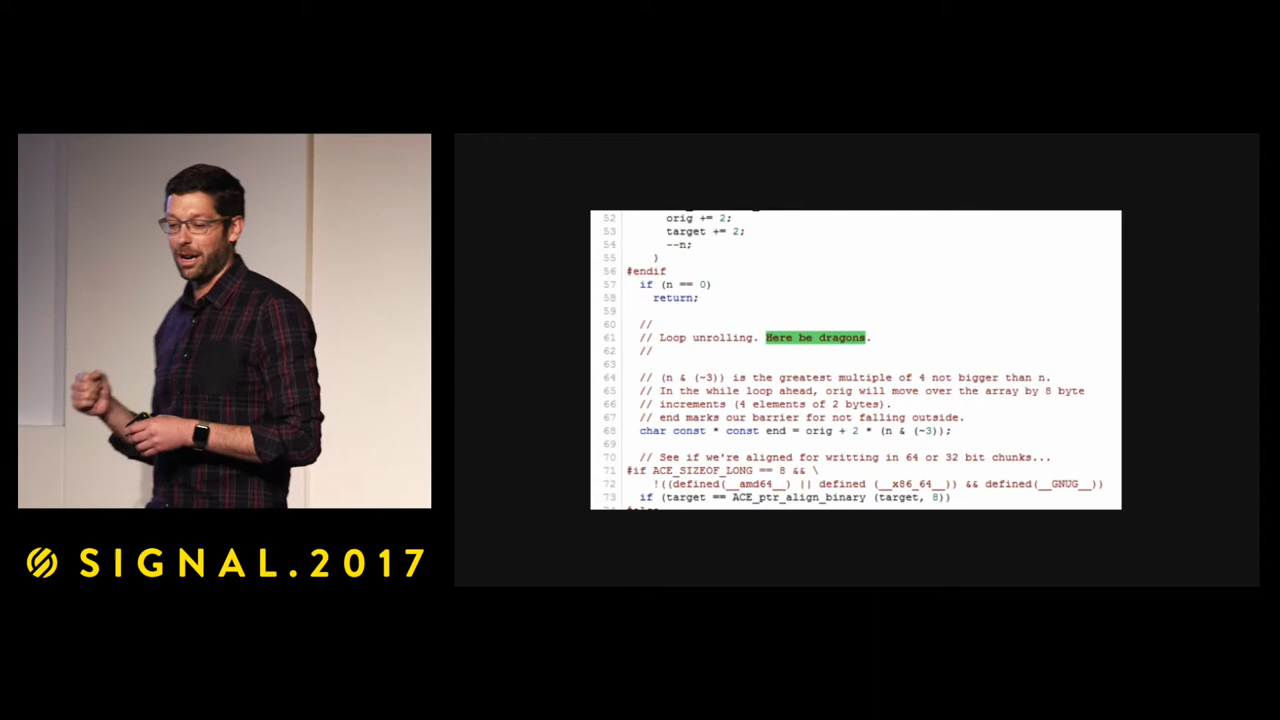 SIGNAL.2017
52 orig += 2;
53 target += 2;
54 --n;
55 }
56 #endif
57 if (n == 0)
58 return;
59
60 //
61 // Loop unrolling. Here be dragons.
62 //
63
64 // (n & (~3)) is the greatest multiple of 4 not bigger than n.
65 // In the while loop ahead, orig will move over the array by 8 byte
66 // increments (4 elements of 2 bytes).
67 // end marks our barrier for not falling outside.
68 char const * const end = orig + 2 * (n & (~3));
69
70 // See if we're aligned for writting in 64 or 32 bit chunks...
71 #if ACE_SIZEOF_LONG == 8 && \
72 !((defined(__amd64__) || defined (__x86_64__)) && defined(__GNUG__))
73 if (target == ACE_ptr_align_binary (target, 8))